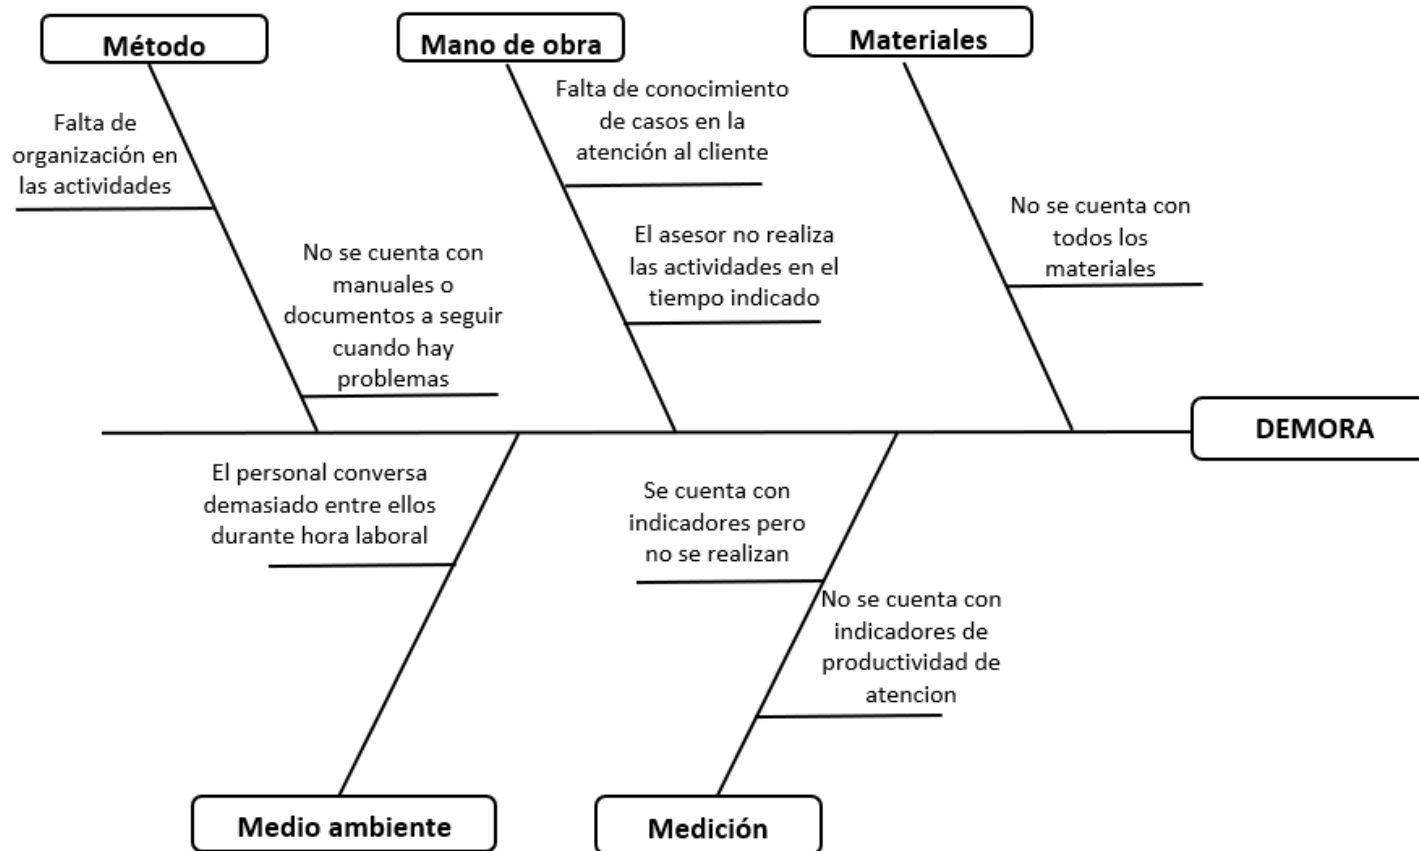 Método
Mano de obra
Materiales
Falta de
organización en
las actividades
No se cuenta con
manuales o
documentos a seguir
cuando hay
problemas
Falta de conocimiento
de casos en la
atención al cliente
El asesor no realiza
las actividades en el
tiempo indicado
No se cuenta con
todos los
materiales
DEMORA
El personal conversa
demasiado entre ellos
durante hora laboral
Se cuenta con
indicadores pero
no se realizan
No se cuenta con
indicadores de
productividad de
atencion
Medio ambiente
Medición